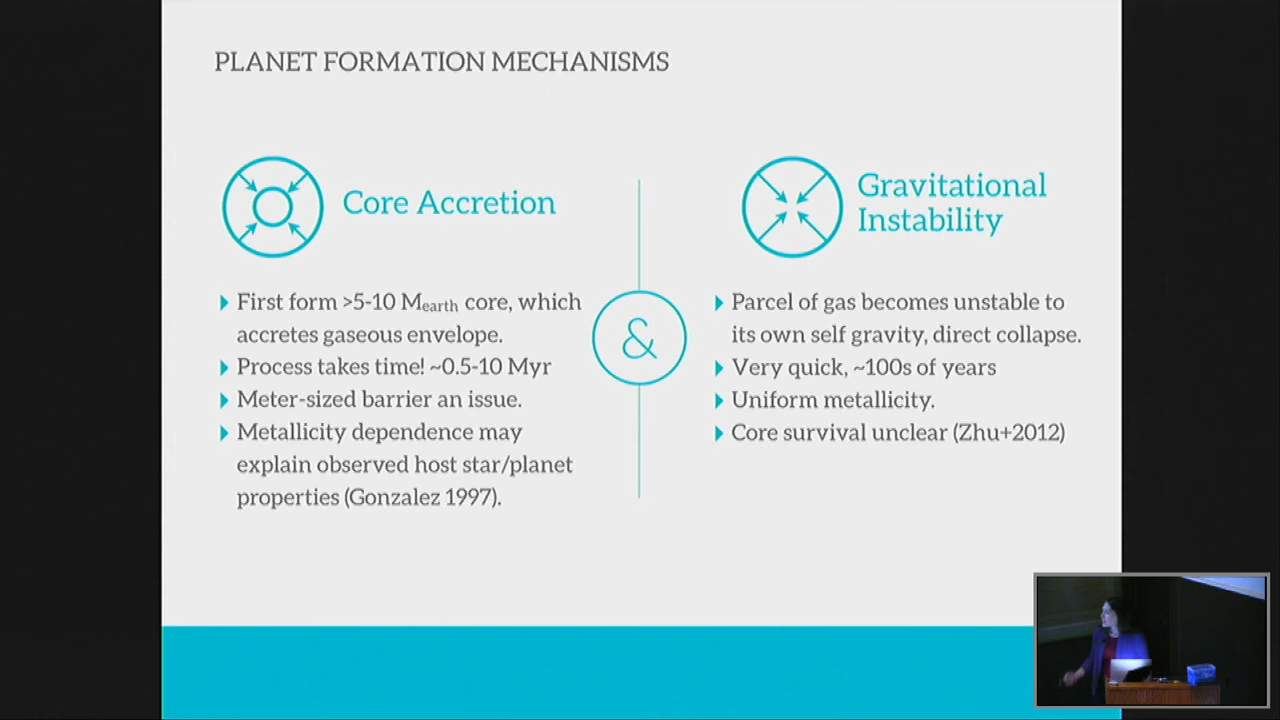 PLANET FORMATION MECHANISMS
Core Accretion
First form >5-10 Mearth core, which
accretes gaseous envelope.
Process takes time! ~0.5-10 Myr
Meter-sized barrier an issue.
Metallicity dependence may
explain observed host star/planet
properties (Gonzalez 1997).
&
Gravitational
Instability
Parcel of gas becomes unstable to
its own self gravity, direct collapse.
Very quick, ~100s of years
Uniform metallicity.
Core survival unclear (Zhu+2012)